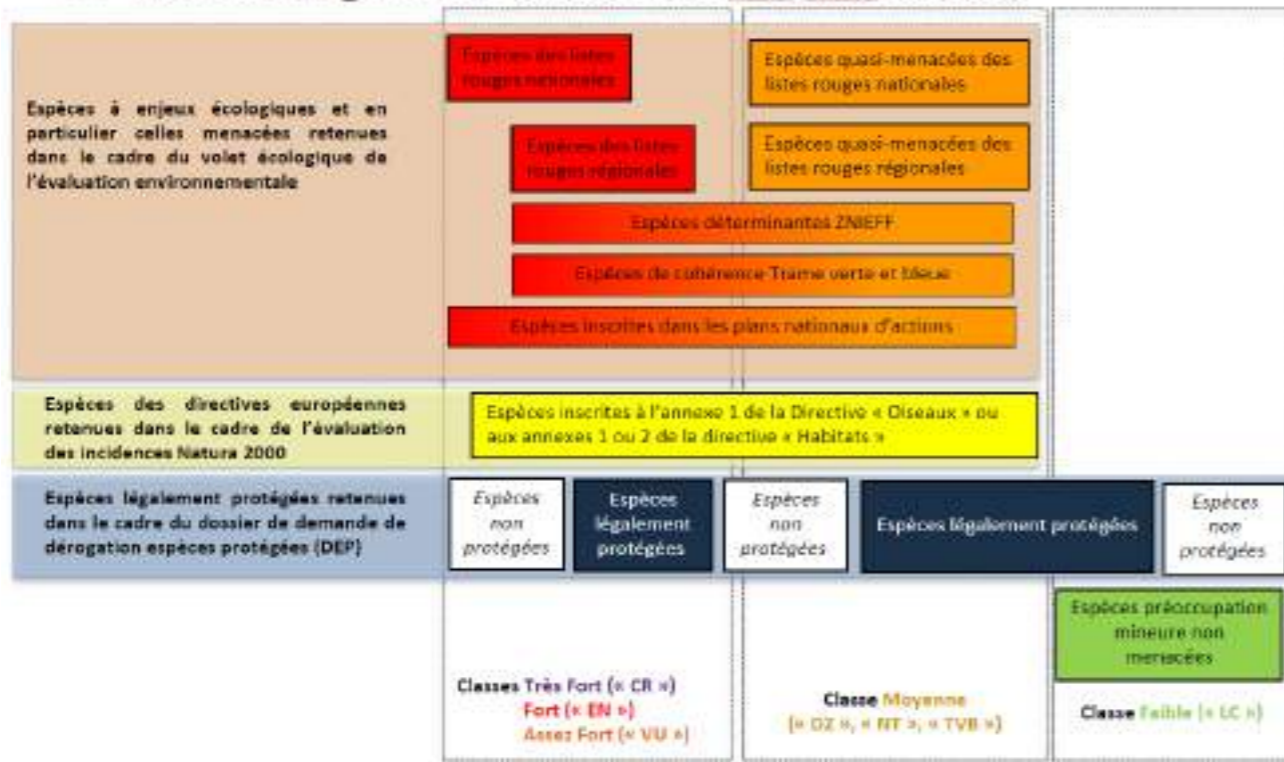 Espèces à enjeux écologiques et en
particulier celles menacées retenues
dans le cadre du volet écologique de
l'évaluation environnementale
Espèces des listes
rouges nationales
Espèces quasi-menacées des
listes rouges nationales
Espèces des listes
rouges régionales
Espèces quasi-menacées des
listes rouges régionales
Espèces déterminantes ZNIEFF
Espèces de cohérence Trame verte et bleue
Espèces inscrites dans les plans nationaux d'actions
Espèces des directives européennes
retenues dans le cadre de l'évaluation
des incidences Natura 2000
Espèces inscrites à l'annexe 1 de la Directive « Oiseaux » ou
aux annexes 1 ou 2 de la directive « Habitats »
Espèces légalement protégées retenues
dans le cadre du dossier de demande de
dérogation espèces protégées (DEP)
Espèces
non
protégées
Espèces
légalement
protégées
Espèces
non
protégées
Espèces légalement protégées
Espèces
non
protégées
Espèces préoccupation
mineure non
menacées
Classes Très Fort (« CR »)
Fort (« EN »)
Assez Fort (« VU »)
Classe Moyenne
(« DZ », « NT », « TVB »)
Classe Faible (« LC »)